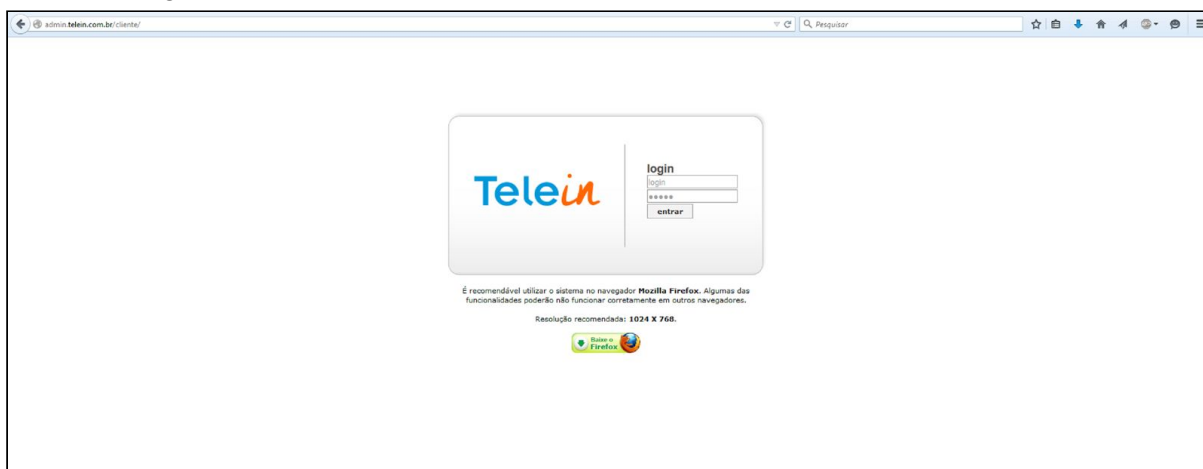 admin.telein.com.br/cliente/
Pesquisar
Telein
login
login
entrar
É recomendável utilizar o sistema no navegador Mozilla Firefox. Algumas das
funcionalidades poderão não funcionar corretamente em outros navegadores.
Resolução recomendada: 1024 X 768.
Baixe o
Firefox